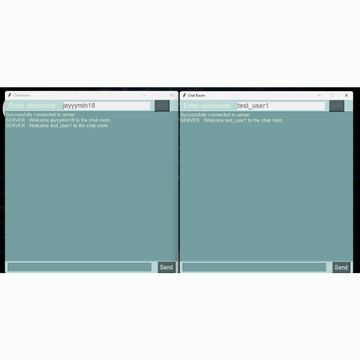 Chat Room
Enter username: jayyymin18
Successfully connected to server
SERVER: Welcome jayyymin18 to the chat room
SERVER: Welcome test_user1 to the chat room
Send
Chat Room
Enter username: test_user1
Successfully connected to server
SERVER: Welcome test_user1 to the chat room
Send